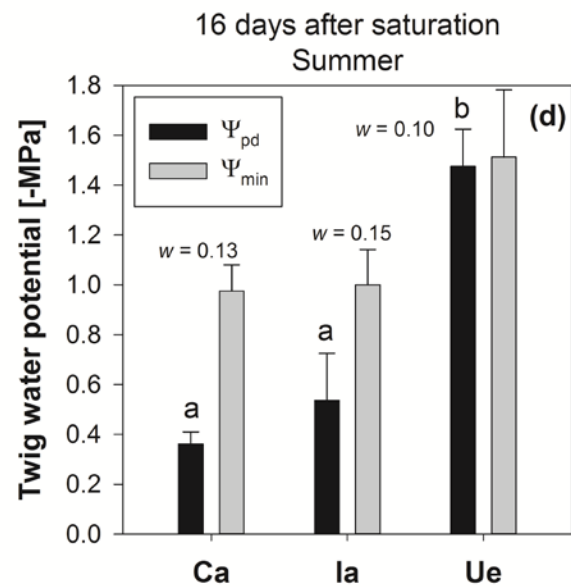 16 days after saturation
Summer
Twig water potential [-MPa]
1.8
1.6
1.4
1.2
1.0
0.8
0.6
0.4
0.2
0.0
Ψpd
Ψmin
(d)
w = 0.13
w = 0.15
w = 0.10
a
a
b
Ca
Ia
Ue